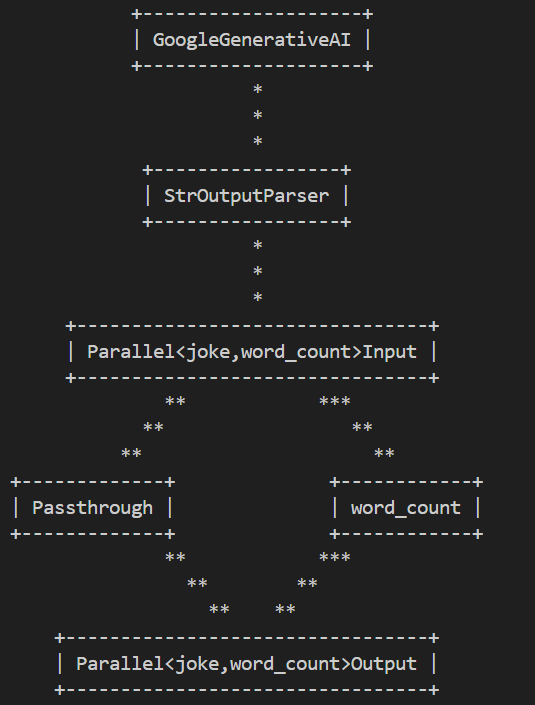 GoogleGenerativeAI
StrOutputParser
Parallel<joke,word_count>Input
Passthrough
word_count
Parallel<joke,word_count>Output